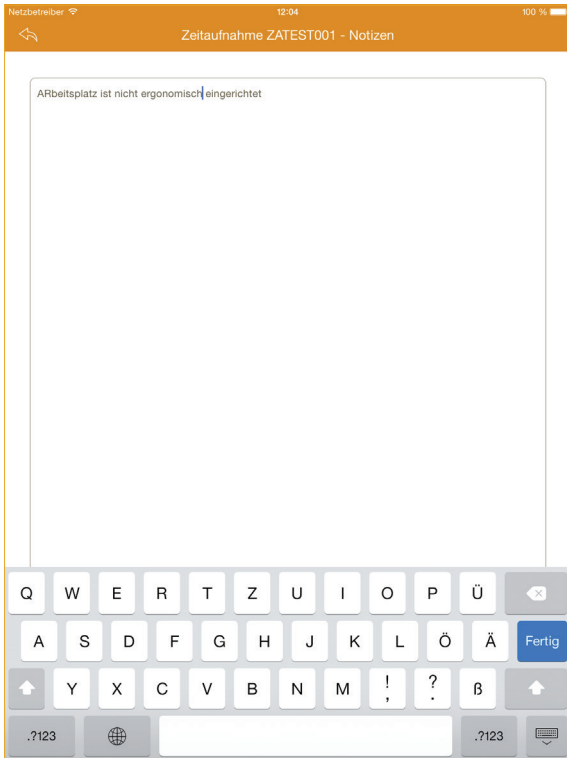 Netzbetreiber 12:04 100 %
Zeitaufnahme ZATEST001 - Notizen
ARbeitsplatz ist nicht ergonomisch eingerichtet
Q W E R T Z U I O P Ü
A S D F G H J K L Ö Ä Fertig
Y X C V B N M ! , ? . ß
.?123 .?123